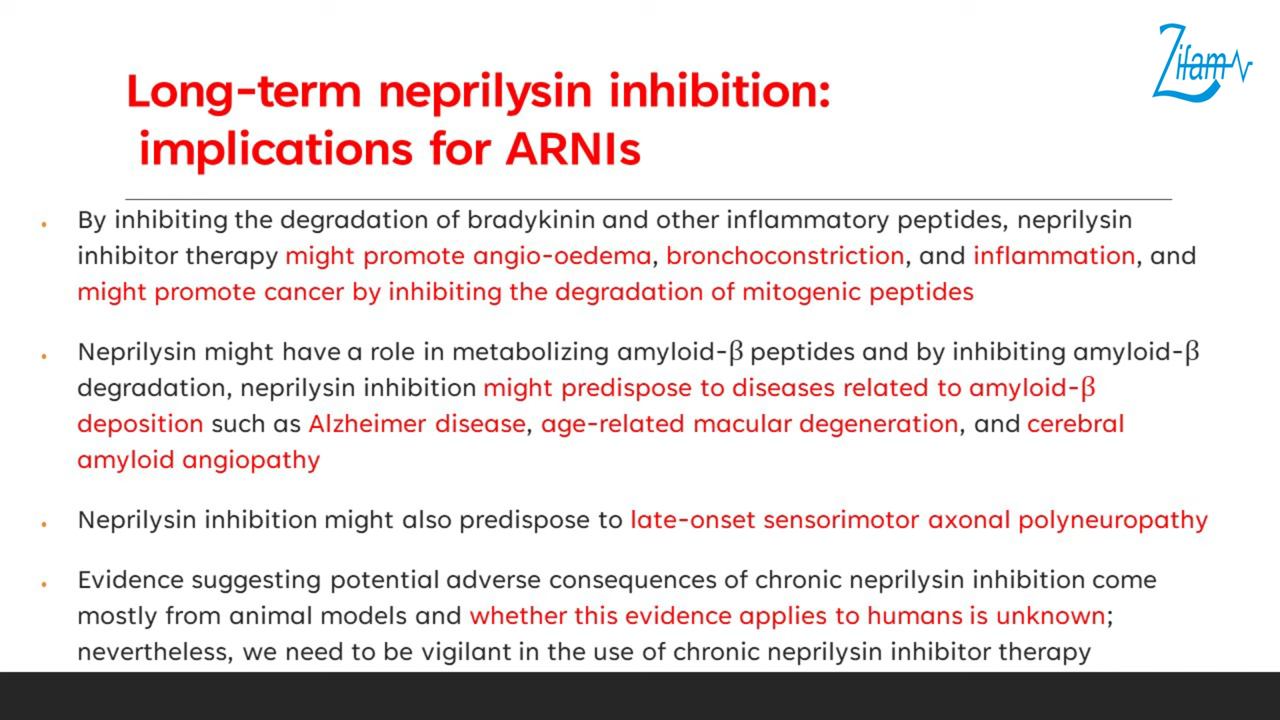 Zifam
Long-term neprilysin inhibition:
implications for ARNIs
• By inhibiting the degradation of bradykinin and other inflammatory peptides, neprilysin
inhibitor therapy might promote angio-oedema, bronchoconstriction, and inflammation, and
might promote cancer by inhibiting the degradation of mitogenic peptides
• Neprilysin might have a role in metabolizing amyloid-β peptides and by inhibiting amyloid-β
degradation, neprilysin inhibition might predispose to diseases related to amyloid-β
deposition such as Alzheimer disease, age-related macular degeneration, and cerebral
amyloid angiopathy
• Neprilysin inhibition might also predispose to late-onset sensorimotor axonal polyneuropathy
• Evidence suggesting potential adverse consequences of chronic neprilysin inhibition come
mostly from animal models and whether this evidence applies to humans is unknown;
nevertheless, we need to be vigilant in the use of chronic neprilysin inhibitor therapy